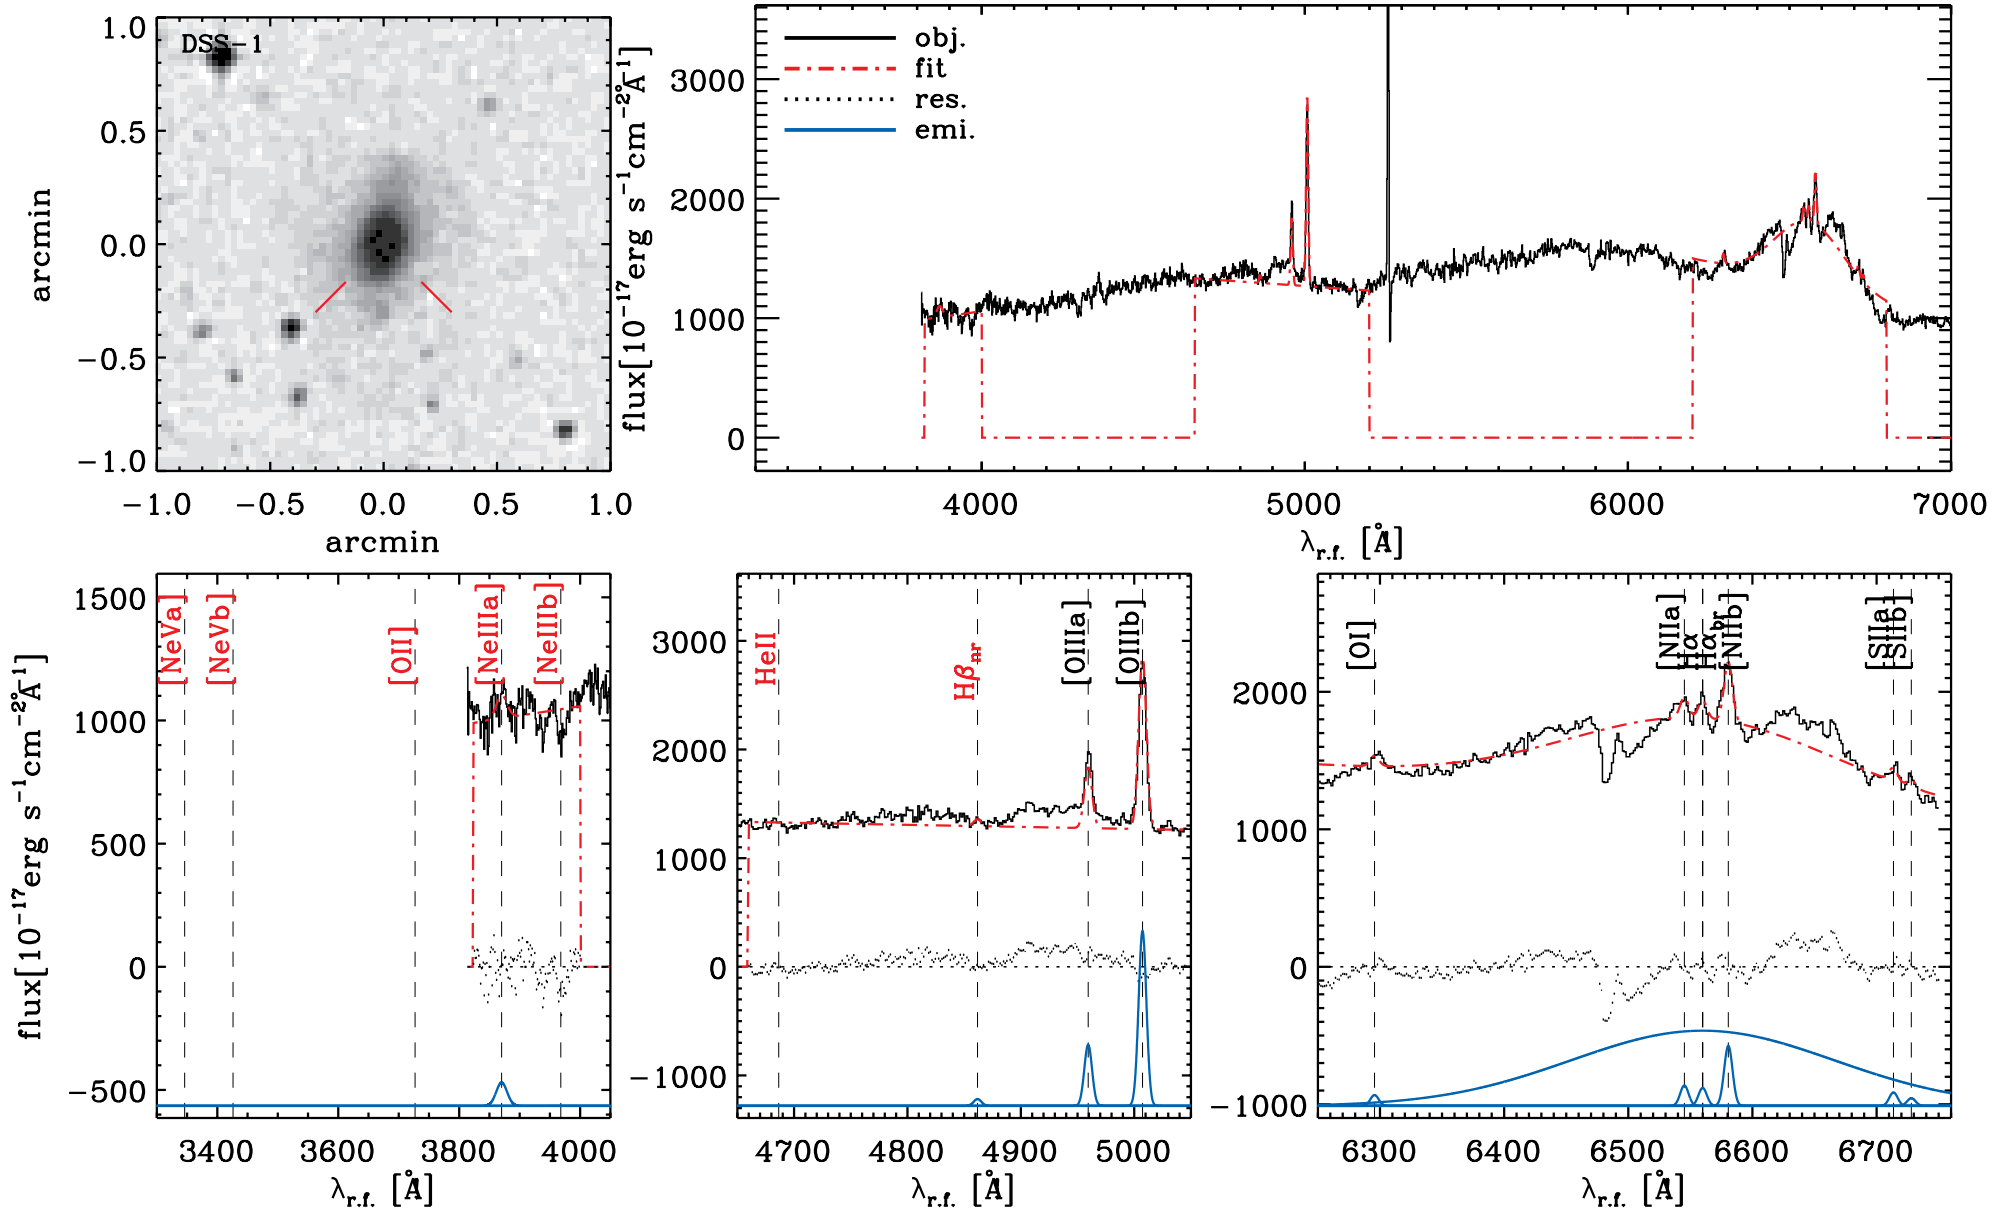 DSS-1
1.0
0.5
0.0
−0.5
−1.0
−1.0 −0.5 0.0 0.5 1.0
arcmin
arcmin
obj.
fit
res.
emi.
3000
2000
1000
0
4000 5000 6000 7000
λr.f. [Å]
flux[10−17erg s−1cm−2Å−1]
[NeVa]
[NeVb]
[OII]
[NeIIIa]
[NeIIIb]
1500
1000
500
0
−500
3400 3600 3800 4000
λr.f. [Å]
flux[10−17erg s−1cm−2Å−1]
HeII
Hβnr
[OIIIa]
[OIIIb]
3000
2000
1000
0
−1000
4700 4800 4900 5000
λr.f. [Å]
[OI]
[NIIa]
Hα
Hαbr
[NIIb]
[SIIa]
[SIIb]
2000
1000
0
−1000
6300 6400 6500 6600 6700
λr.f. [Å]